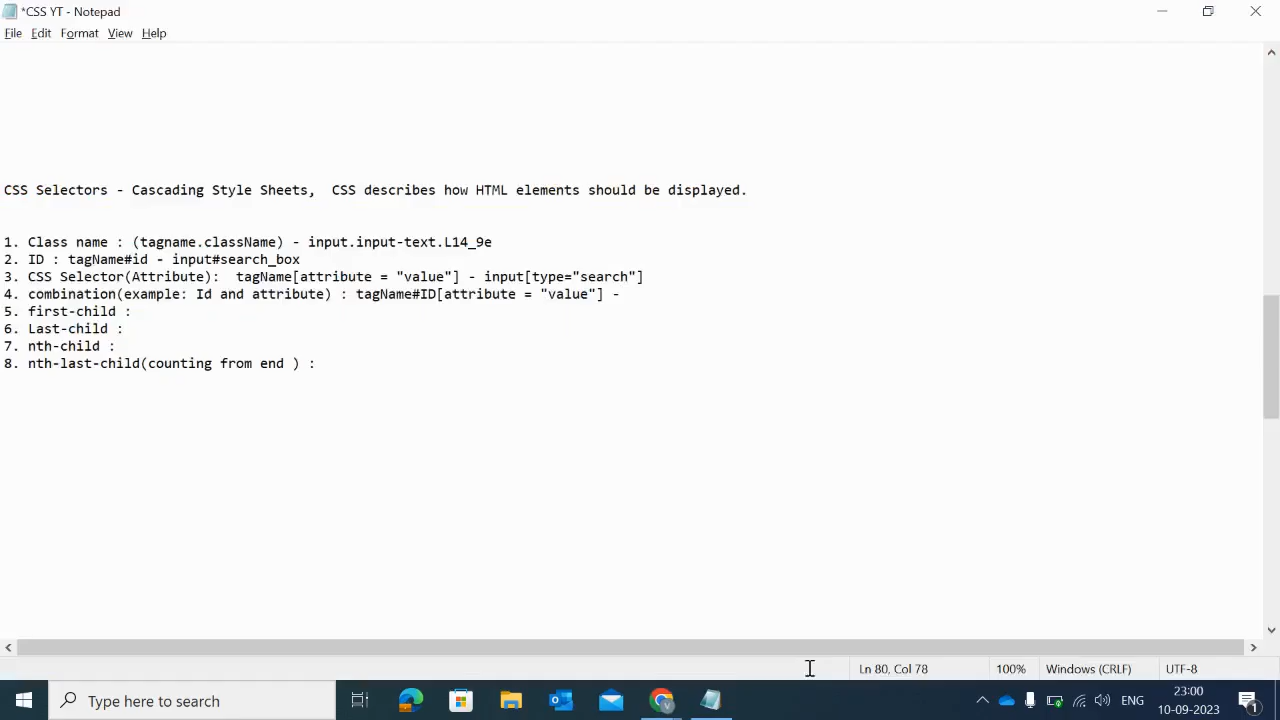 *CSS YT - Notepad
File Edit Format View Help
CSS Selectors - Cascading Style Sheets,  CSS describes how HTML elements should be displayed.
1. Class name : (tagname.className) - input.input-text.L14_9e
2. ID : tagName#id - input#search_box
3. CSS Selector(Attribute):  tagName[attribute = "value"] - input[type="search"]
4. combination(example: Id and attribute) : tagName#ID[attribute = "value"] -
5. first-child :
6. Last-child :
7. nth-child :
8. nth-last-child(counting from end ) :
Ln 80, Col 78 100% Windows (CRLF) UTF-8
Type here to search
ENG
23:00
10-09-2023
1